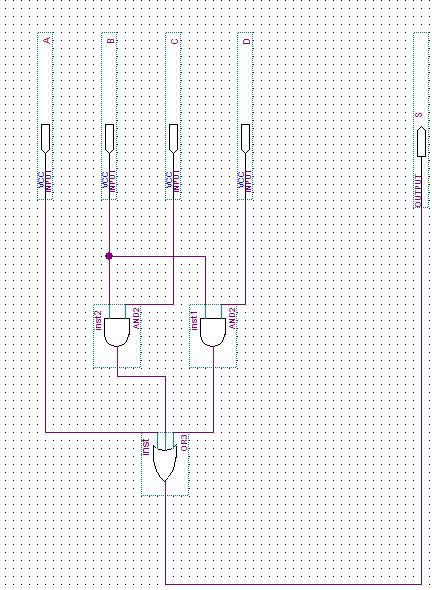 A
VCC
INPUT
B
VCC
INPUT
C
VCC
INPUT
D
VCC
INPUT
S
OUTPUT
inst2
AND2
inst1
AND2
inst
OR3